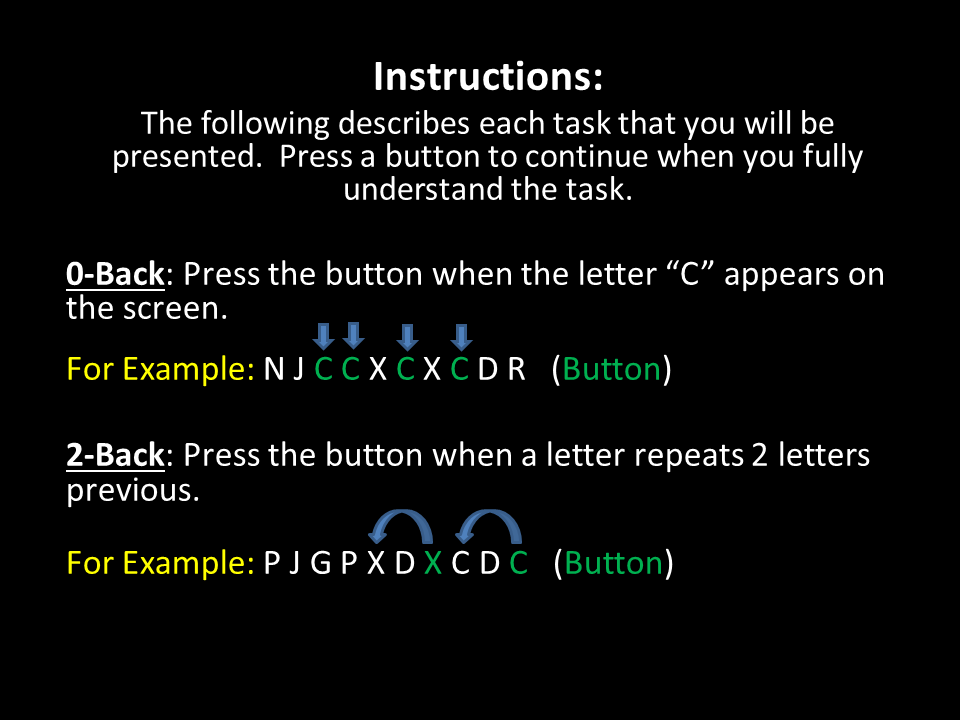 Instructions:
The following describes each task that you will be
presented.  Press a button to continue when you fully
understand the task.
0-Back: Press the button when the letter “C” appears on
the screen.
For Example: N J C C X C X C D R   (Button)
2-Back: Press the button when a letter repeats 2 letters
previous.
For Example: P J G P X D X C D C   (Button)